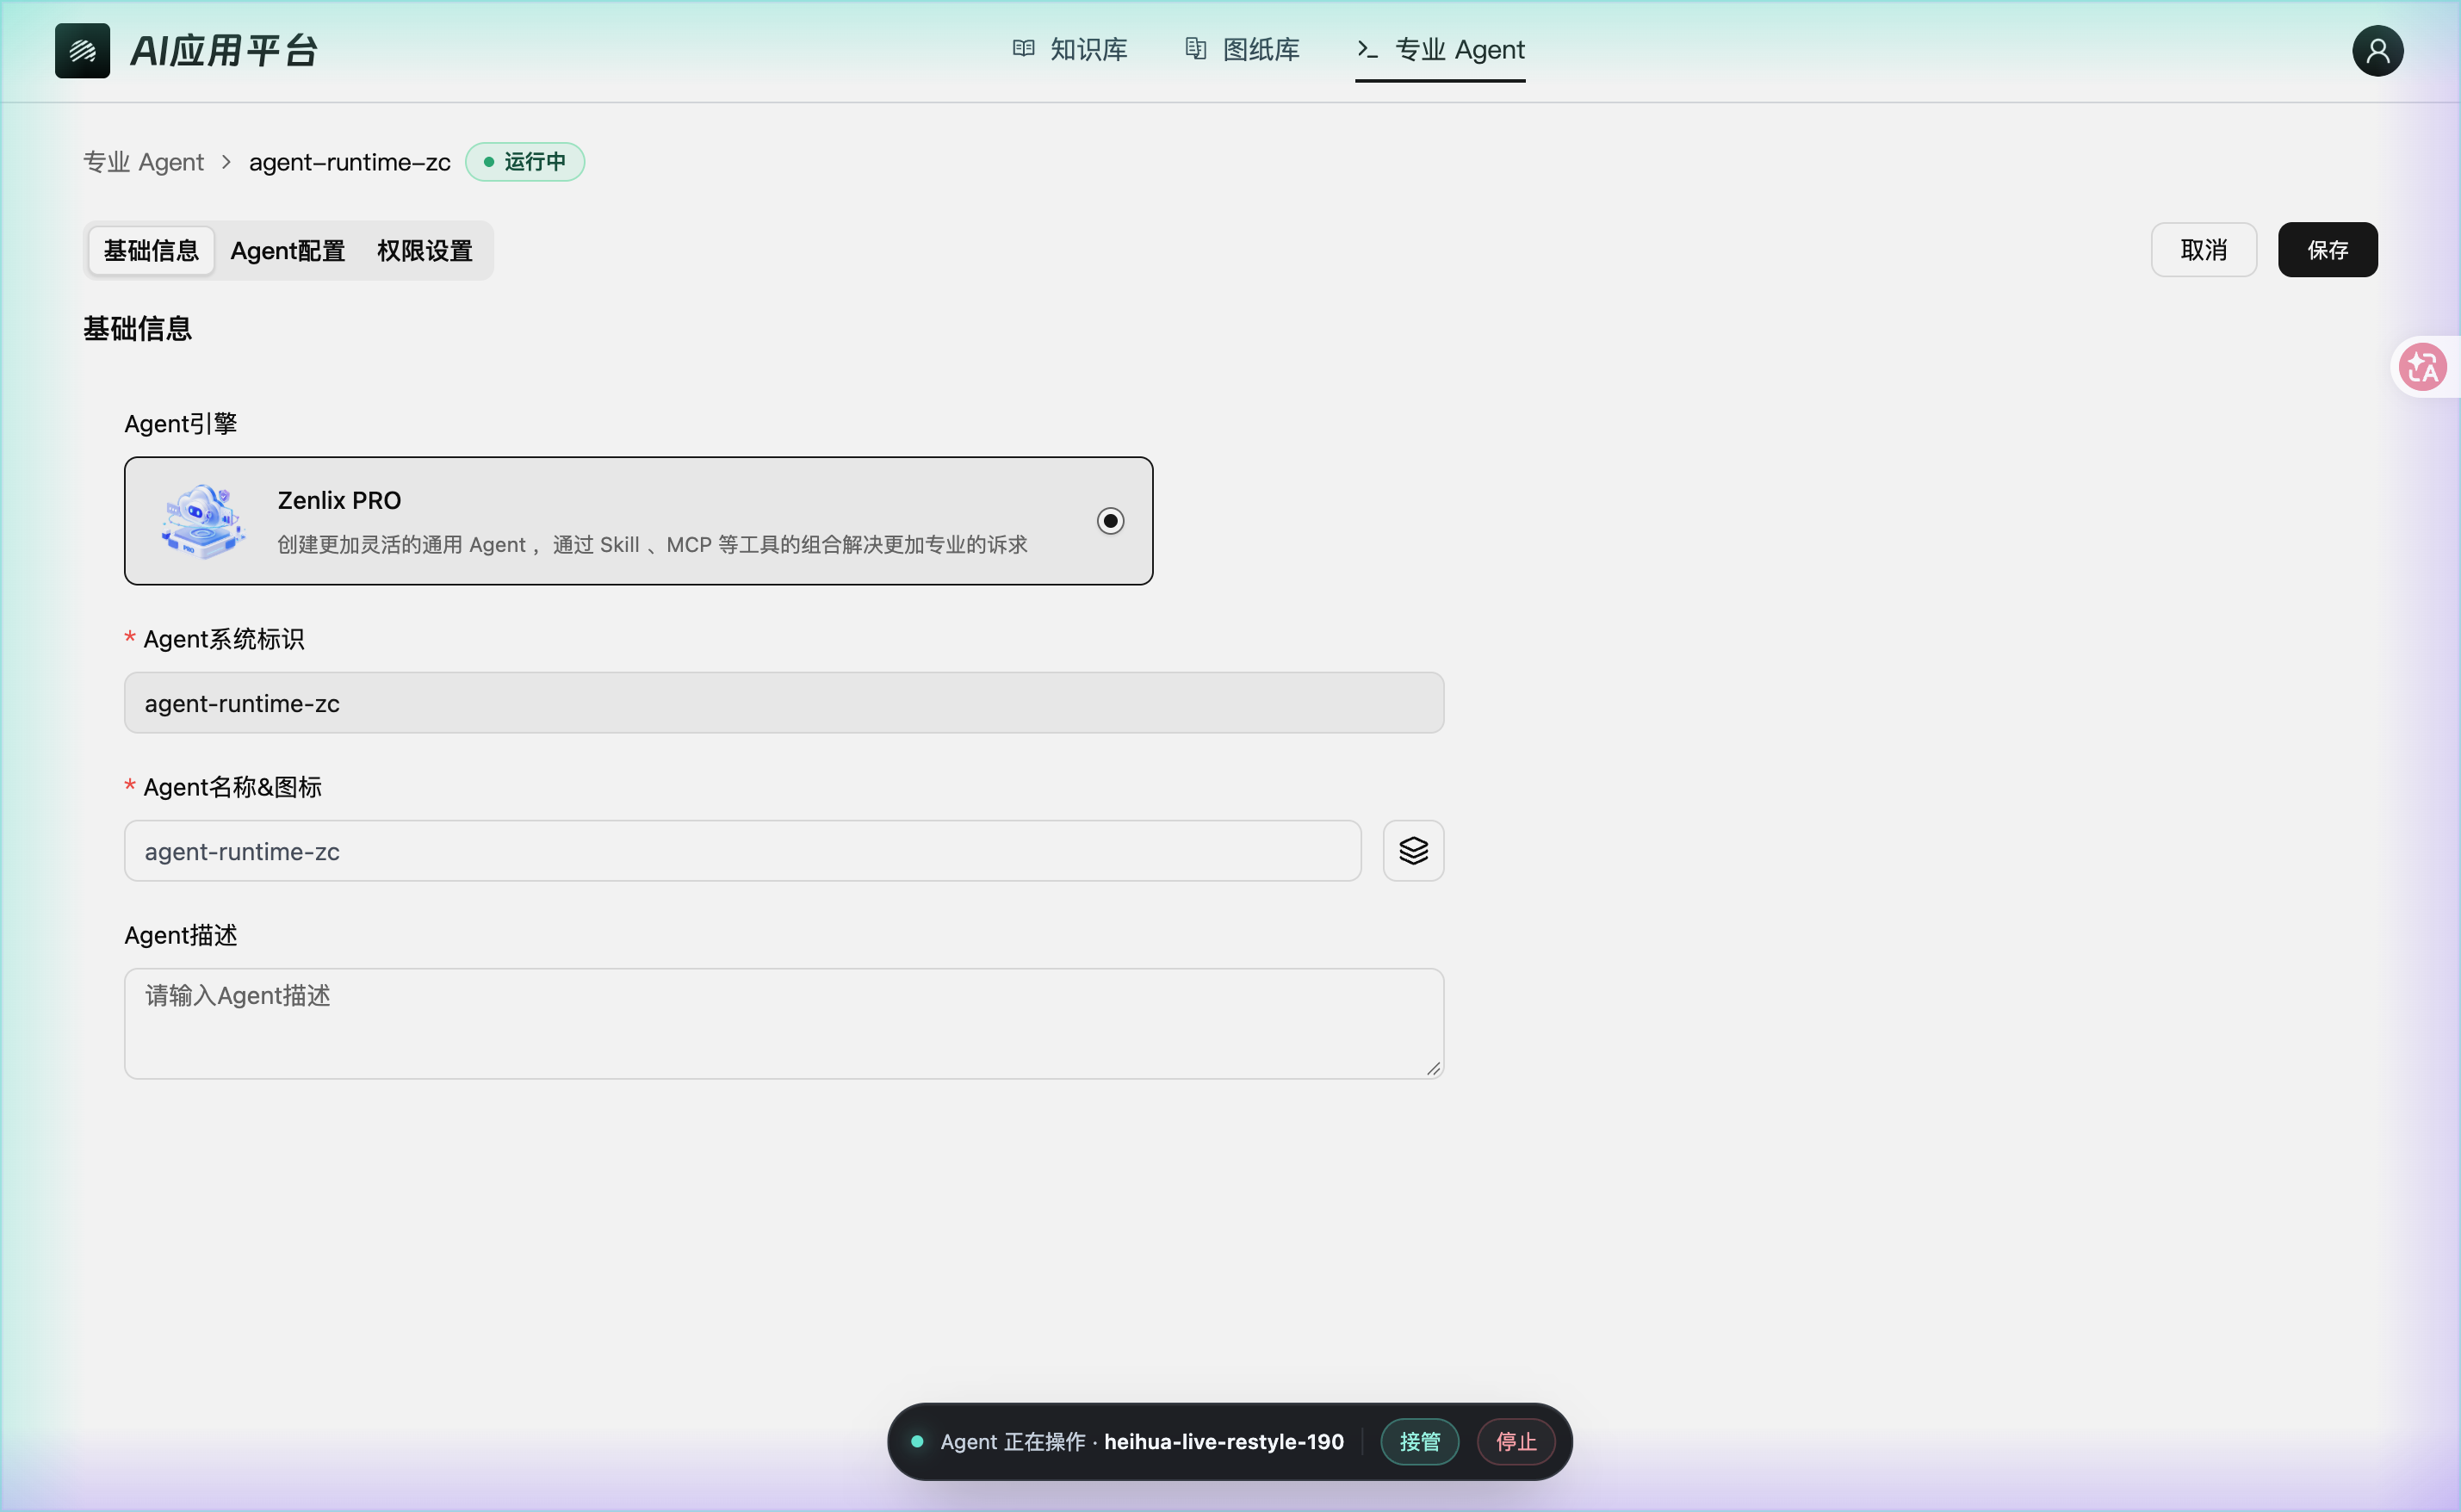 AI应用平台
知识库
图纸库
专业 Agent
专业 Agent > agent-runtime-zc
运行中
基础信息
Agent配置
权限设置
取消
保存
基础信息
Agent引擎
Zenlix PRO
创建更加灵活的通用 Agent ，通过 Skill 、MCP 等工具的组合解决更加专业的诉求
* Agent系统标识
agent-runtime-zc
* Agent名称&图标
agent-runtime-zc
Agent描述
请输入Agent描述
Agent 正在操作 · heihua-live-restyle-190
接管
停止